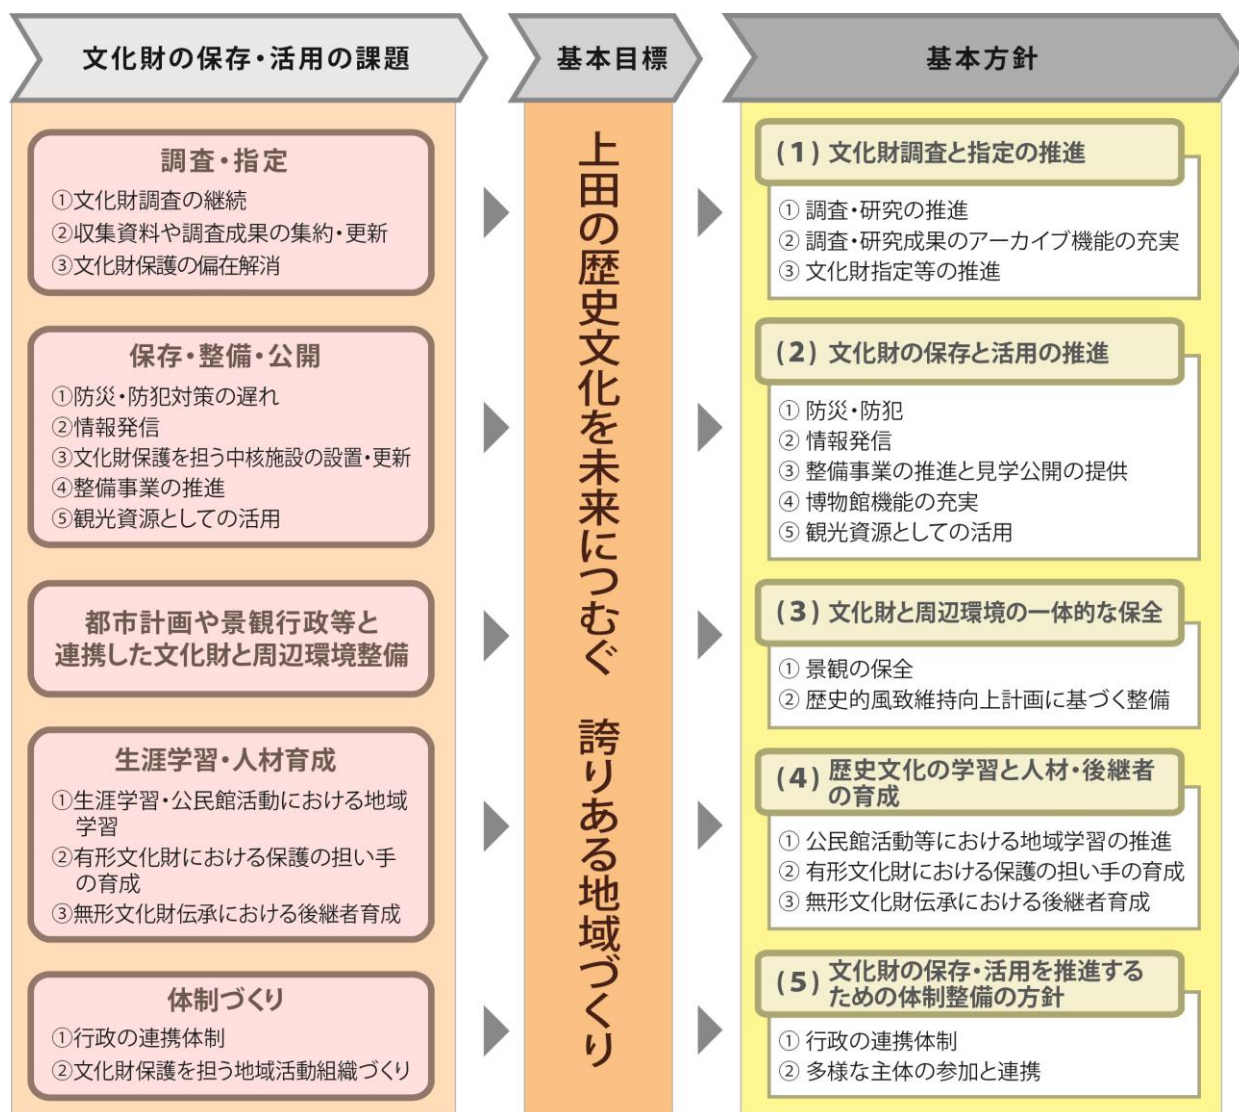 文化財の保存・活用の課題
調査・指定
①文化財調査の継続
②収集資料や調査成果の集約・更新
③文化財保護の偏在解消
保存・整備・公開
①防災・防犯対策の遅れ
②情報発信
③文化財保護を担う中核施設の設置・更新
④整備事業の推進
⑤観光資源としての活用
都市計画や景観行政等と
連携した文化財と周辺環境整備
生涯学習・人材育成
①生涯学習・公民館活動における地域
学習
②有形文化財における保護の担い手
の育成
③無形文化財伝承における後継者育成
体制づくり
①行政の連携体制
②文化財保護を担う地域活動組織づくり
基本目標
上田の歴史文化を未来につむぐ 誇りある地域づくり
基本方針
(1)文化財調査と指定の推進
① 調査・研究の推進
② 調査・研究成果のアーカイブ機能の充実
③ 文化財指定等の推進
(2)文化財の保存と活用の推進
① 防災・防犯
② 情報発信
③ 整備事業の推進と見学公開の提供
④ 博物館機能の充実
⑤ 観光資源としての活用
(3)文化財と周辺環境の一体的な保全
① 景観の保全
② 歴史的風致維持向上計画に基づく整備
(4)歴史文化の学習と人材・後継者
の育成
① 公民館活動等における地域学習の推進
② 有形文化財における保護の担い手の育成
③ 無形文化財伝承における後継者育成
(5)文化財の保存・活用を推進する
ための体制整備の方針
① 行政の連携体制
② 多様な主体の参加と連携